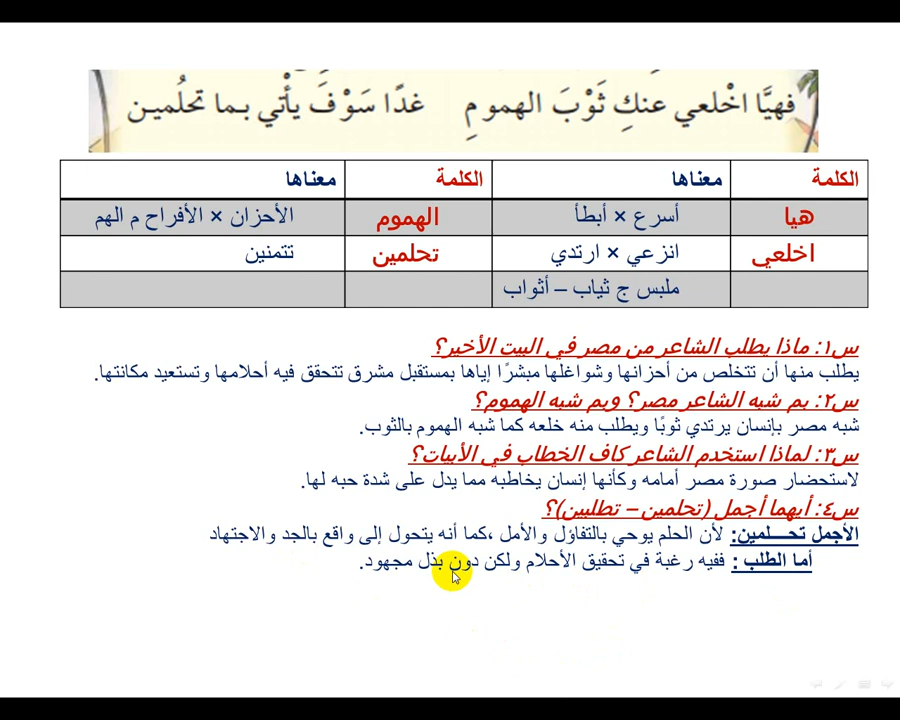 فهيَّا اخْلعي عنكِ ثَوْبَ الهمومِ غدًا سَوْفَ يأْتي بما تحلُمين
الكلمة معناها الكلمة معناها
هيا أسرع × أبطأ الهموم الأحزان × الأفراح م الهم
اخلعي انزعي × ارتدي تحلمين تتمنين
ملبس ج ثياب – أثواب
س١: ماذا يطلب الشاعر من مصر في البيت الأخير؟
يطلب منها أن تتخلص من أحزانها وشواغلها مبشرًا إياها بمستقبل مشرق تتحقق فيه أحلامها وتستعيد مكانتها.
س٢: بم شبه الشاعر مصر؟ وبم شبه الهموم؟
شبه مصر بإنسان يرتدي ثوبًا ويطلب منه خلعه كما شبه الهموم بالثوب.
س٣: لماذا استخدم الشاعر كاف الخطاب في الأبيات؟
لاستحضار صورة مصر أمامه وكأنها إنسان يخاطبه مما يدل على شدة حبه لها.
س٤: أيهما أجمل (تحلمين – تطلبين)؟
الأجمل تحـــلمين: لأن الحلم يوحي بالتفاؤل والأمل ،كما أنه يتحول إلى واقع بالجد والاجتهاد
أما الطلب : ففيه رغبة في تحقيق الأحلام ولكن دون بذل مجهود.